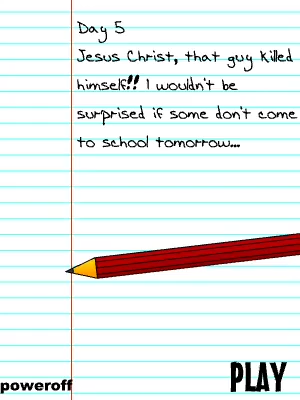 Day 5
Jesus Christ, that guy killed
himself!! I wouldn't be
surprised if some don't come
to school tomorrow...
poweroff
PLAY